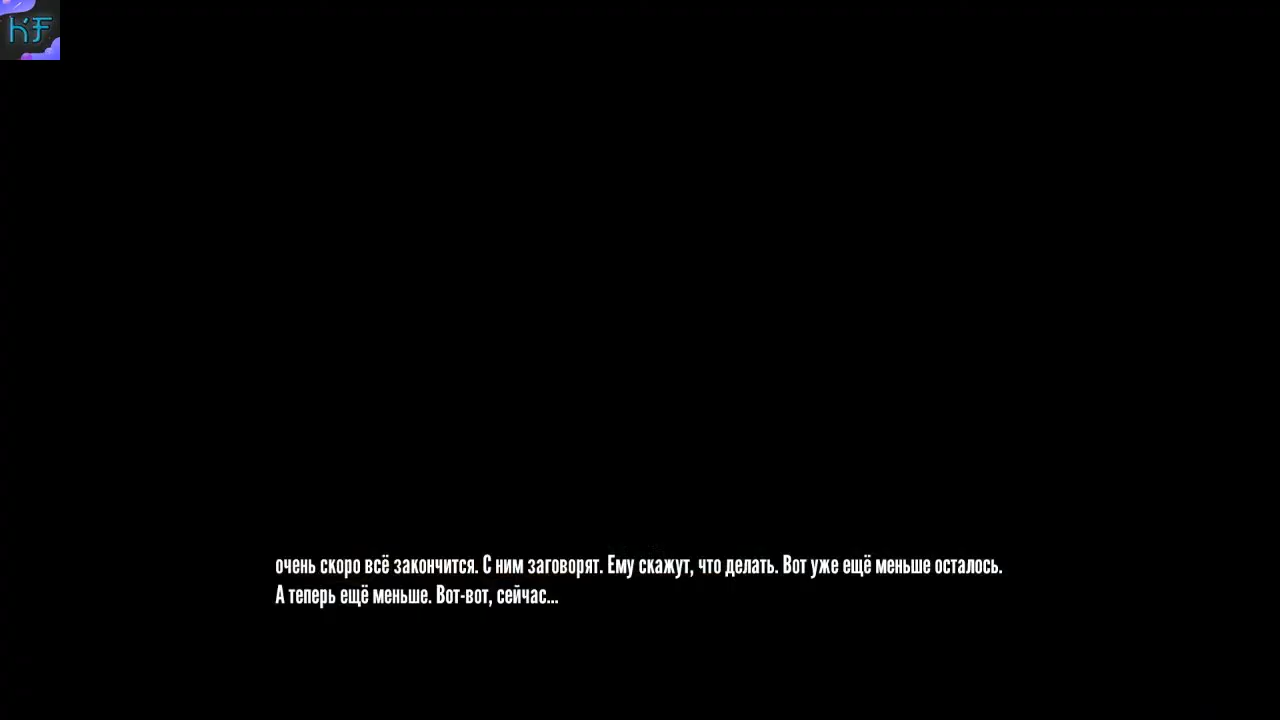 очень скоро всё закончится. С ним заговорят. Ему скажут, что делать. Вот уже ещё меньше осталось.
А теперь ещё меньше. Вот-вот, сейчас...